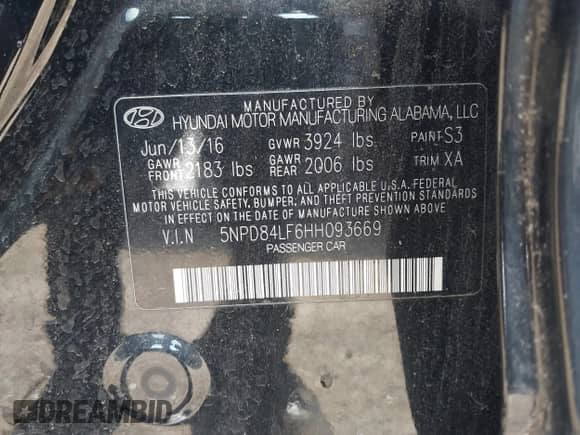 MANUFACTURED BY
HYUNDAI MOTOR MANUFACTURING ALABAMA, LLC
Jun/13/16 GVWR 3924 lbs PAINT S3
GAWR FRONT 2183 lbs GAWR REAR 2006 lbs TRIM XA
THIS VEHICLE CONFORMS TO ALL APPLICABLE U.S.A. FEDERAL
MOTOR VEHICLE SAFETY, BUMPER, AND THEFT PREVENTION STANDARDS
IN EFFECT ON THE DATE OF MANUFACTURE SHOWN ABOVE
V.I.N 5NPD84LF6HH093669
PASSENGER CAR
DREAMBID